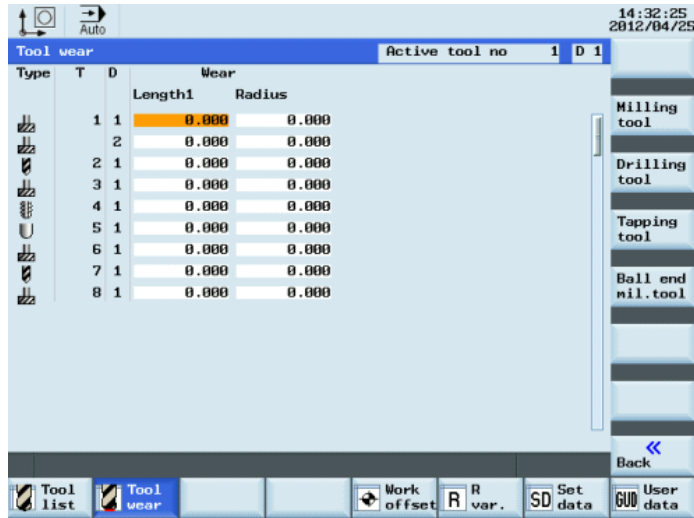 Auto
14:32:25
2012/04/25
Tool wear
Active tool no 1 D 1
Type T D Wear
Length1 Radius
1 1 0.000 0.000
2 0.000 0.000
2 1 0.000 0.000
3 1 0.000 0.000
4 1 0.000 0.000
5 1 0.000 0.000
6 1 0.000 0.000
7 1 0.000 0.000
8 1 0.000 0.000
Milling
tool
Drilling
tool
Tapping
tool
Ball end
mil.tool
«
Back
Tool
list
Tool
wear
Work
offset
R R
var.
SD Set
data
GUD User
data